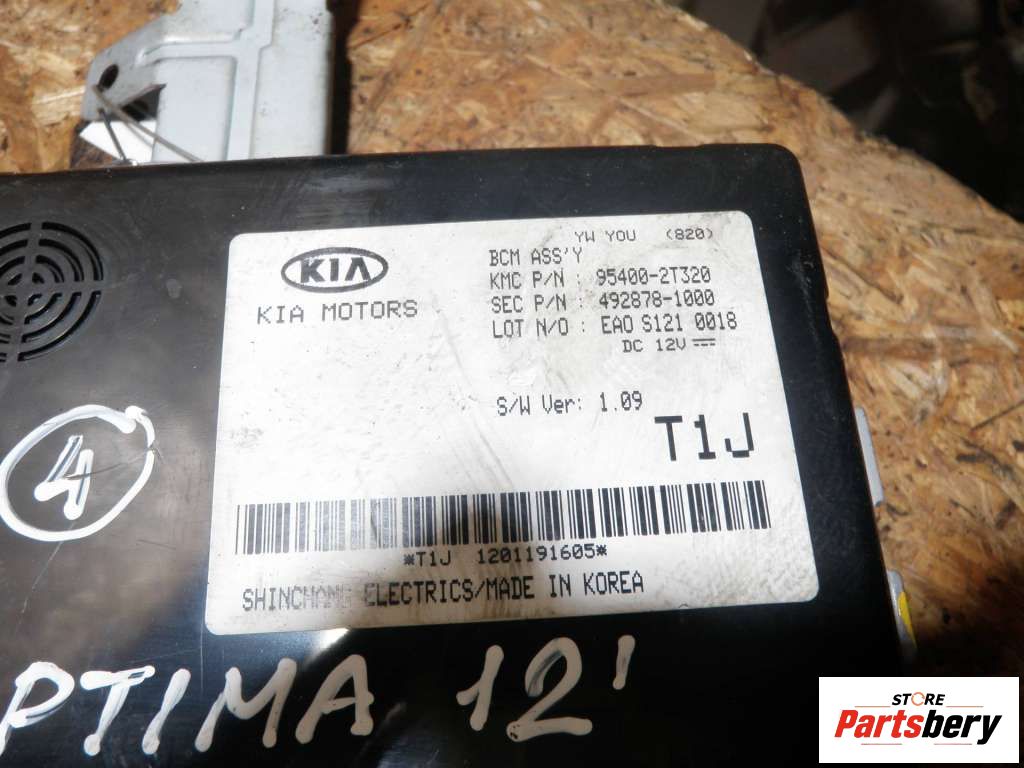 YW YOU (820)
KIA
KIA MOTORS
BCM ASS'Y
KMC P/N : 95400-2T320
SEC P/N : 492878-1000
LOT N/O : EAO S121 0018
DC 12V
S/W Ver: 1.09
T1J
*T1J 1201191605*
SHINCHANG ELECTRICS/MADE IN KOREA
4
PTIMA 12'
STORE
Partsbery